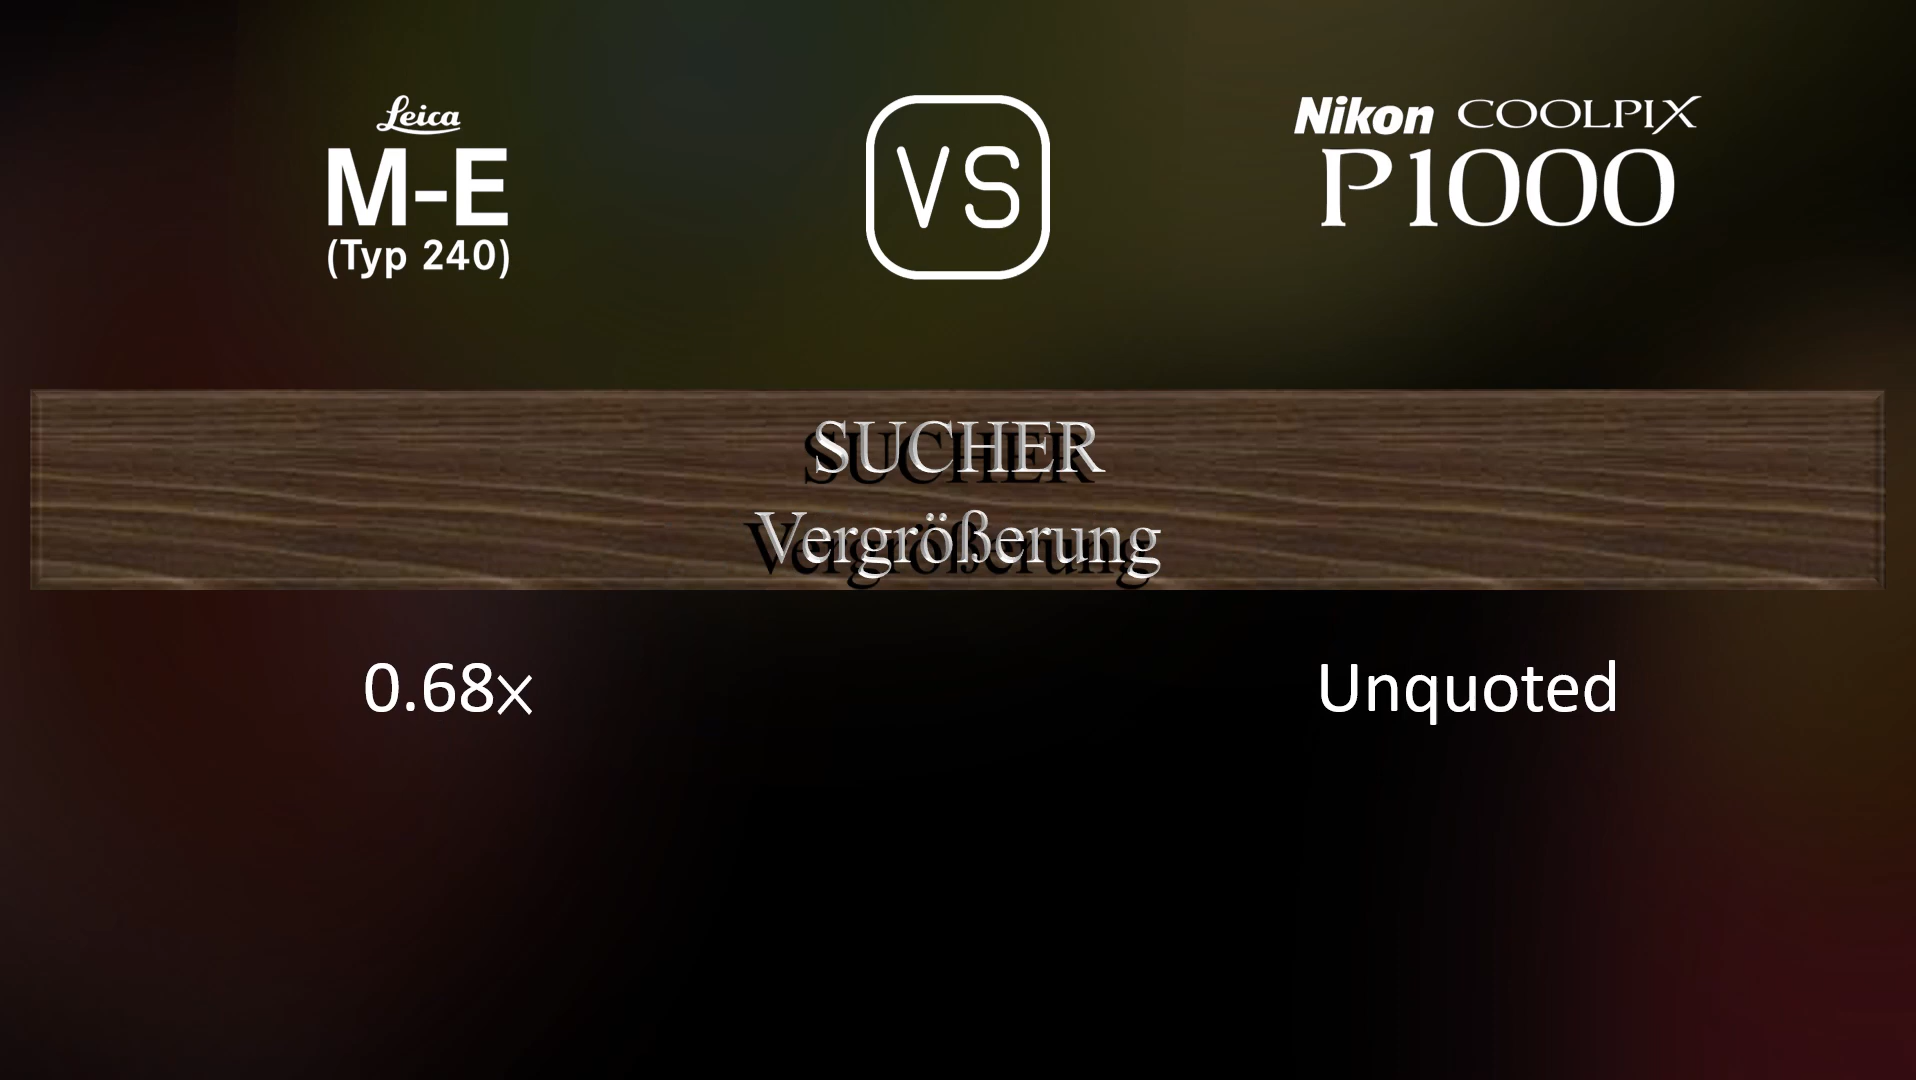 Leica
M-E
(Typ 240)
VS
Nikon COOLPIX
P1000
SUCHER
Vergrößerung
0.68x
Unquoted